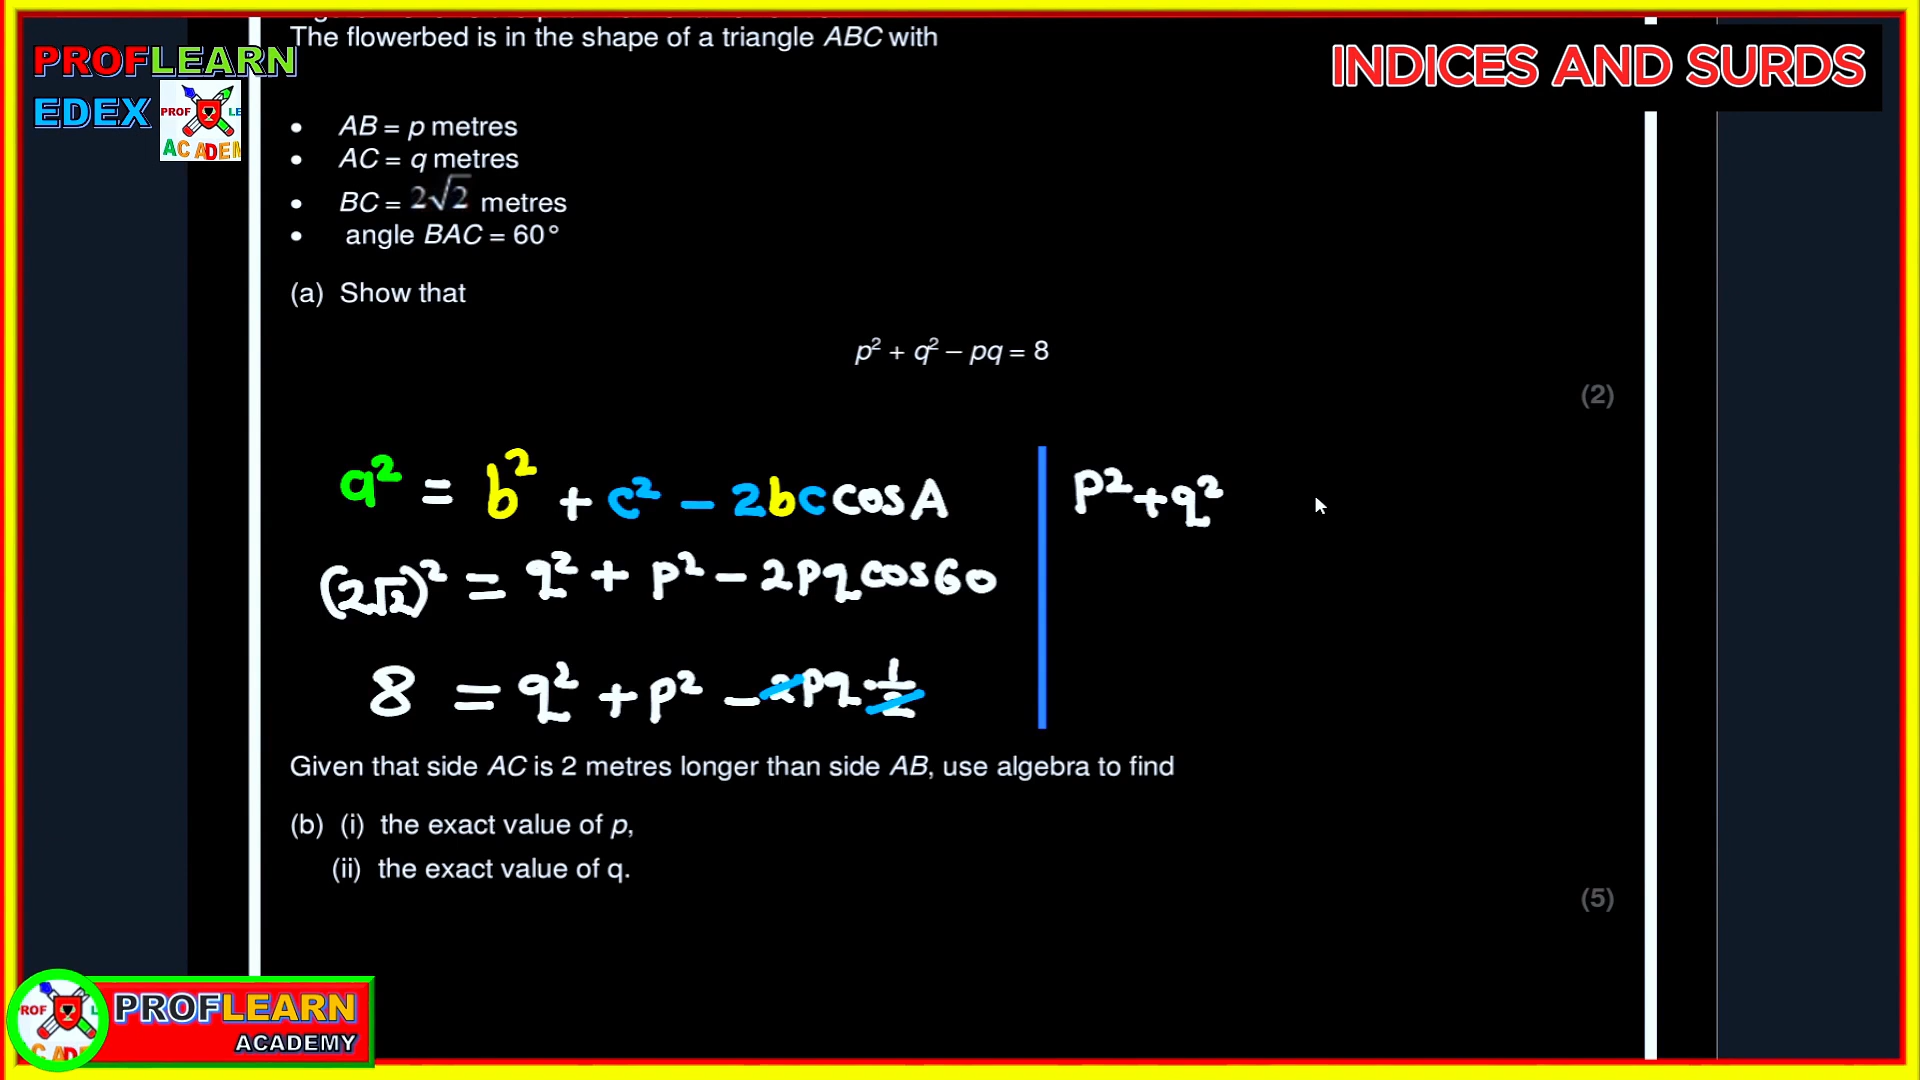 The flowerbed is in the shape of a triangle ABC with
PROFLEARN
INDICES AND SURDS
EDEX
PROF LE
ACADEM
• AB = p metres
• AC = q metres
• BC = 2√2 metres
• angle BAC = 60°
(a) Show that
p² + q² – pq = 8
(2)
a² = b² + c² - 2bc cos A
p² + q²
(2√2)² = q² + p² - 2pq cos 60
8 = q² + p² - 2pq · 1/2
Given that side AC is 2 metres longer than side AB, use algebra to find
(b) (i) the exact value of p,
(ii) the exact value of q.
(5)
PROFLEARN
ACADEMY